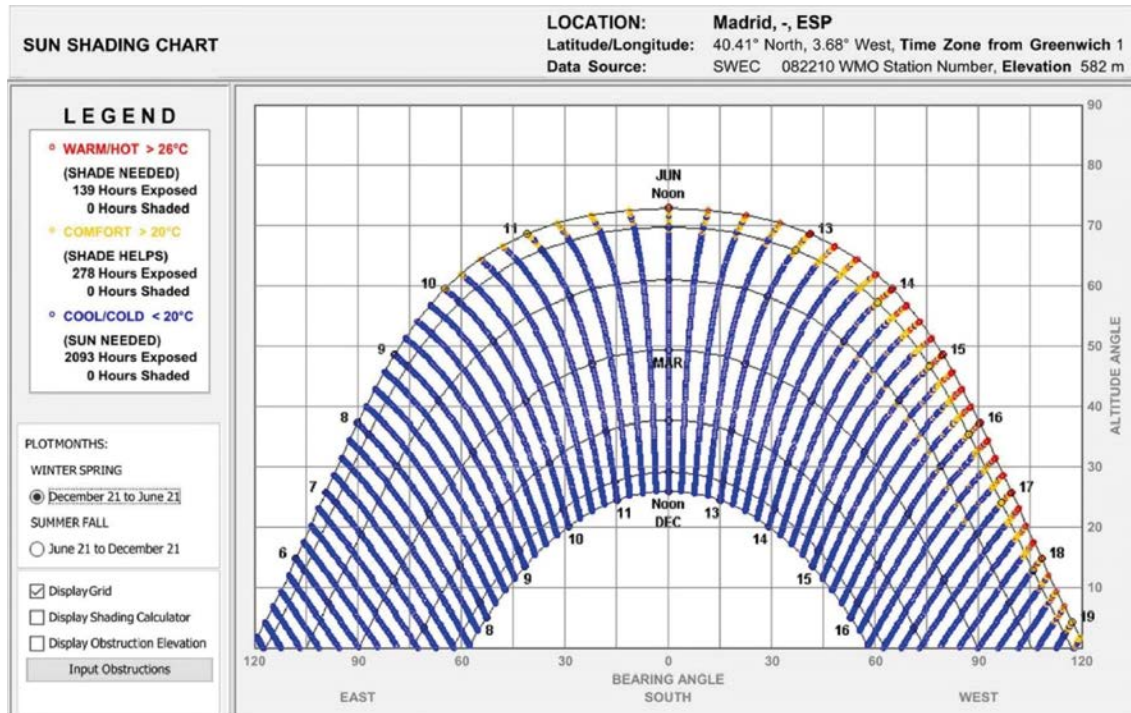 SUN SHADING CHART
LOCATION: Madrid, -, ESP
Latitude/Longitude: 40.41° North, 3.68° West, Time Zone from Greenwich 1
Data Source: SWEC 082210 WMO Station Number, Elevation 582 m
LEGEND
WARM/HOT > 26°C
(SHADE NEEDED)
139 Hours Exposed
0 Hours Shaded
COMFORT > 20°C
(SHADE HELPS)
278 Hours Exposed
0 Hours Shaded
COOL/COLD < 20°C
(SUN NEEDED)
2093 Hours Exposed
0 Hours Shaded
PLOT MONTHS:
WINTER SPRING
December 21 to June 21
SUMMER FALL
June 21 to December 21
Display Grid
Display Shading Calculator
Display Obstruction Elevation
Input Obstructions
90
80
70
60
50
40
30
20
10
ALTITUDE ANGLE
JUN
Noon
11
13
10
14
9
15
8
16
7
17
6
18
19
MAR
Noon
DEC
11
13
10
14
9
15
8
16
120 90 60 30 0 30 60 90 120
BEARING ANGLE
EAST SOUTH WEST